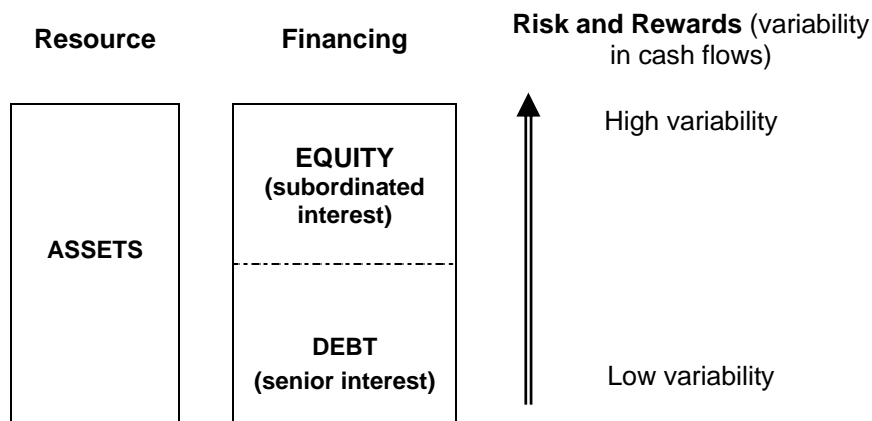 Resource
Financing
Risk and Rewards (variability
in cash flows)
High variability
EQUITY
(subordinated
interest)
ASSETS
DEBT
(senior interest)
Low variability